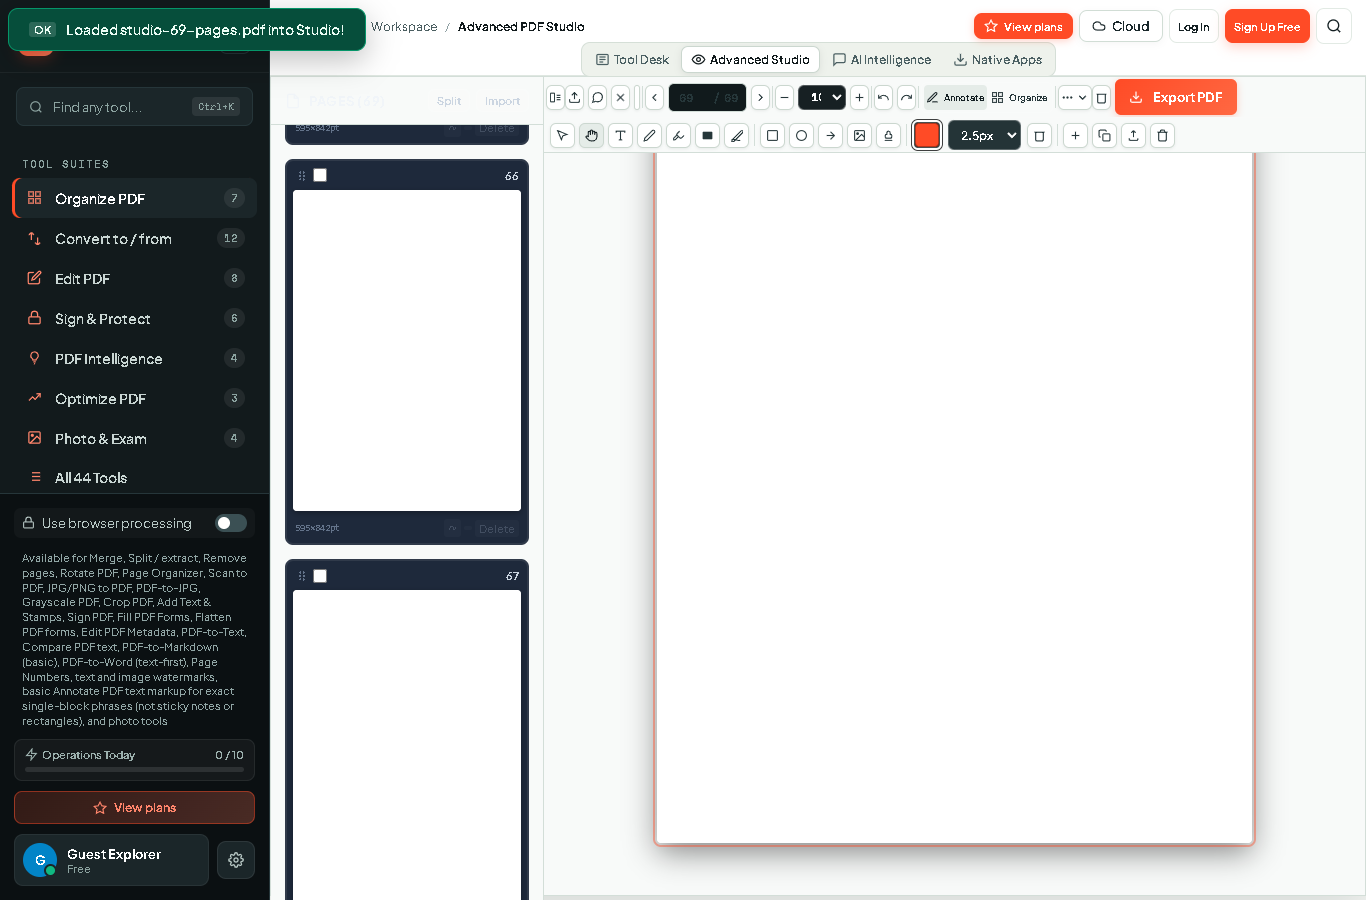 OK Loaded studio-69-pages.pdf into Studio!
Workspace / Advanced PDF Studio
View plans
Cloud
Log in
Sign Up Free
Tool Desk
Advanced Studio
AI Intelligence
Native Apps
Find any tool...
Ctrl+K
PAGES (69)
Split
Import
69 / 69
Annotate
Organize
Export PDF
2.5px
TOOL SUITES
Organize PDF 7
Convert to / from 12
Edit PDF 8
Sign & Protect 6
PDF Intelligence 4
Optimize PDF 3
Photo & Exam 4
All 44 Tools
Use browser processing
Available for Merge, Split / extract, Remove
pages, Rotate PDF, Page Organizer, Scan to
PDF, JPG/PNG to PDF, PDF-to-JPG,
Grayscale PDF, Crop PDF, Add Text &
Stamps, Sign PDF, Fill PDF Forms, Flatten
PDF forms, Edit PDF Metadata, PDF-to-Text,
Compare PDF text, PDF-to-Markdown
(basic), PDF-to-Word (text-first), Page
Numbers, text and image watermarks,
basic Annotate PDF text markup for exact
single-block phrases (not sticky notes or
rectangles), and photo tools
Operations Today 0 / 10
View plans
G
Guest Explorer
Free
595×842pt
Delete
66
595×842pt
Delete
67